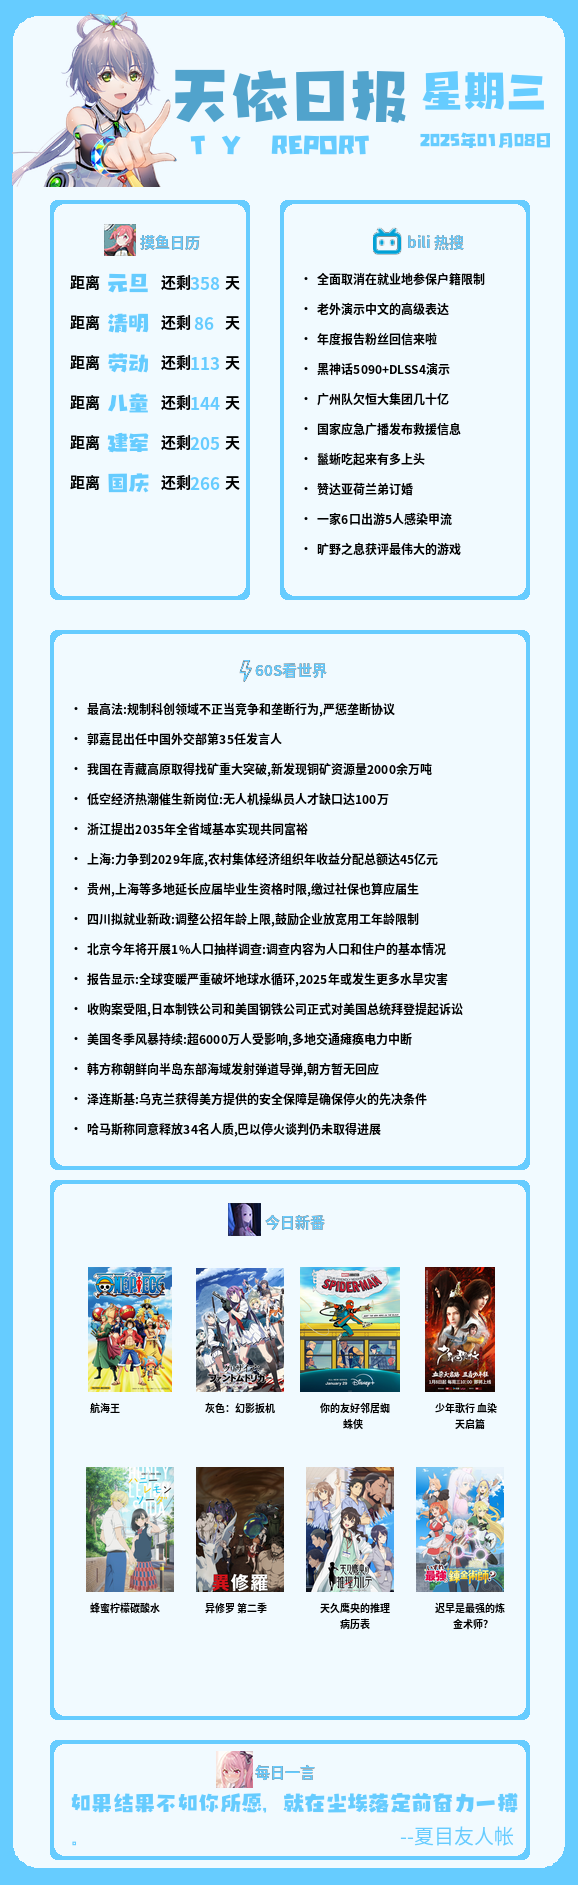 天依日报
星期三
T Y REPORT
2025年01月08日
摸鱼日历
距离 元旦 还剩358 天
距离 清明 还剩 86 天
距离 劳动 还剩113 天
距离 儿童 还剩144 天
距离 建军 还剩205 天
距离 国庆 还剩266 天
bili 热搜
· 全面取消在就业地参保户籍限制
· 老外演示中文的高级表达
· 年度报告粉丝回信来啦
· 黑神话5090+DLSS4演示
· 广州队欠恒大集团几十亿
· 国家应急广播发布救援信息
· 鬣蜥吃起来有多上头
· 赞达亚荷兰弟订婚
· 一家6口出游5人感染甲流
· 旷野之息获评最伟大的游戏
60S看世界
· 最高法:规制科创领域不正当竞争和垄断行为,严惩垄断协议
· 郭嘉昆出任中国外交部第35任发言人
· 我国在青藏高原取得找矿重大突破,新发现铜矿资源量2000余万吨
· 低空经济热潮催生新岗位:无人机操纵员人才缺口达100万
· 浙江提出2035年全省域基本实现共同富裕
· 上海:力争到2029年底,农村集体经济组织年收益分配总额达45亿元
· 贵州,上海等多地延长应届毕业生资格时限,缴过社保也算应届生
· 四川拟就业新政:调整公招年龄上限,鼓励企业放宽用工年龄限制
· 北京今年将开展1%人口抽样调查:调查内容为人口和住户的基本情况
· 报告显示:全球变暖严重破坏地球水循环,2025年或发生更多水旱灾害
· 收购案受阻,日本制铁公司和美国钢铁公司正式对美国总统拜登提起诉讼
· 美国冬季风暴持续:超6000万人受影响,多地交通瘫痪电力中断
· 韩方称朝鲜向半岛东部海域发射弹道导弹,朝方暂无回应
· 泽连斯基:乌克兰获得美方提供的安全保障是确保停火的先决条件
· 哈马斯称同意释放34名人质,巴以停火谈判仍未取得进展
今日新番
ONE PIECE
SPIDER-MAN
January 29 Disney+
航海王
灰色：幻影扳机
你的友好邻居蜘
蛛侠
少年歌行 血染
天启篇
ハニー
レモン
ソーダ
異修羅
天久鷹央の
推理カルテ
最強錬金術師?
蜂蜜柠檬碳酸水
异修罗 第二季
天久鹰央的推理
病历表
迟早是最强的炼
金术师?
每日一言
如果结果不如你所愿，就在尘埃落定前奋力一搏
。
--夏目友人帐